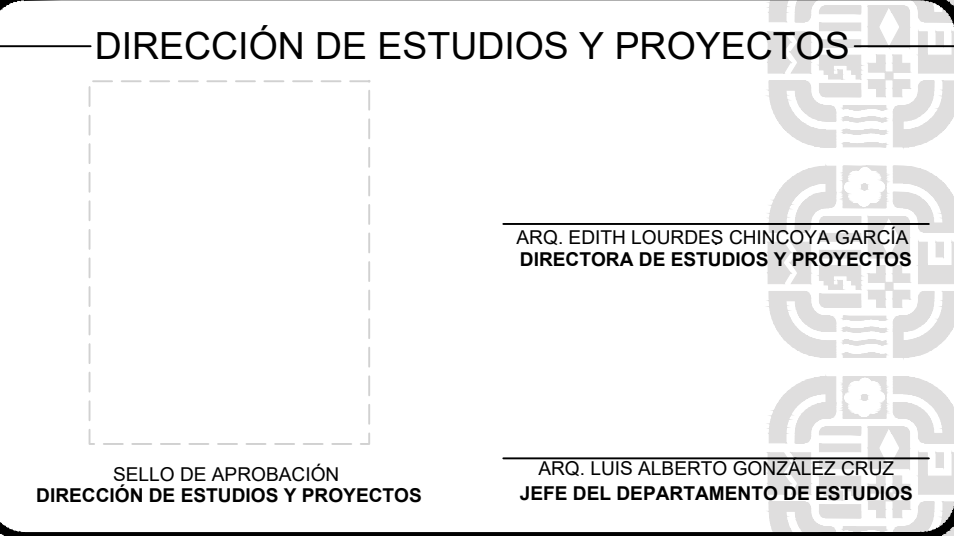 DIRECCIÓN DE ESTUDIOS Y PROYECTOS
ARQ. EDITH LOURDES CHINCOYA GARCÍA
DIRECTORA DE ESTUDIOS Y PROYECTOS
SELLO DE APROBACIÓN
DIRECCIÓN DE ESTUDIOS Y PROYECTOS
ARQ. LUIS ALBERTO GONZÁLEZ CRUZ
JEFE DEL DEPARTAMENTO DE ESTUDIOS